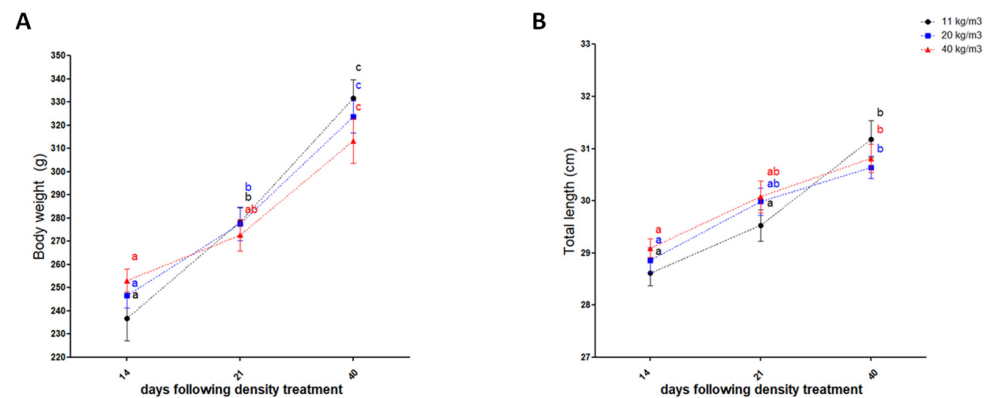 A
350
340
330
320
310
300
290
280
270
260
250
240
230
220
Body weight (g)
a
a
a
b
b
ab
c
c
c
14
21
40
days following density treatment
B
11 kg/m3
20 kg/m3
40 kg/m3
33
32
31
30
29
28
27
Total length (cm)
a
a
a
ab
ab
a
b
b
b
14
21
40
days following density treatment